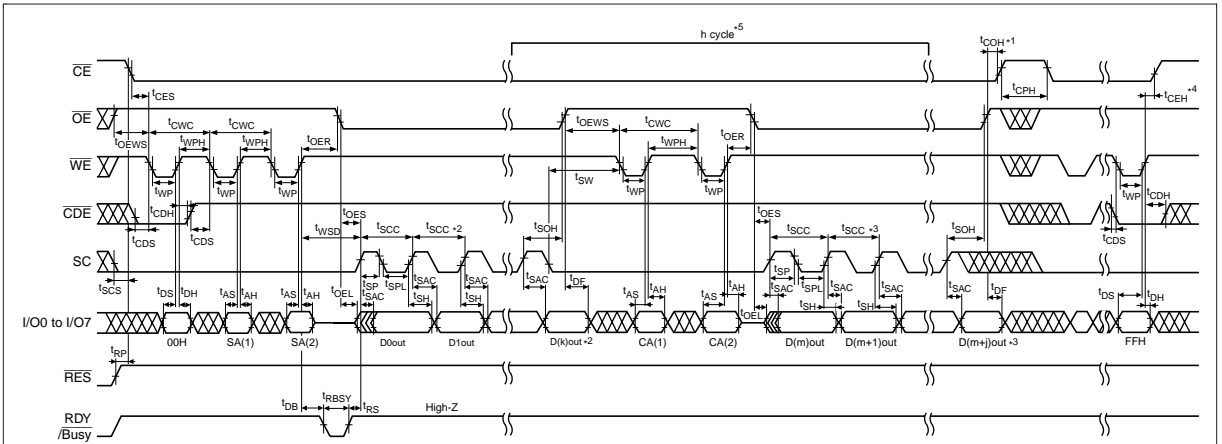 h cycle*5
tCOH *1
CE
tCES
tCPH
tCEH *4
OE
tOEWS
tCWC
tCWC
tWPH
tWPH
tOER
tOEWS
tCWC
tWPH
tOER
WE
tWP
tWP
tWP
tSW
tWP
tWP
tWP
tCDH
tCDH
CDE
tCDS
tCDS
tWSD
tOES
tSCC
tSCC *2
tSOH
tOES
tSCC
tSCC *3
tSOH
tCDS
SC
tSCS
tSP
tSPL
tSAC
tSAC
tSAC
tSAC
tDF
tSP
tSPL
tSAC
tSAC
tSAC
tSAC
tDF
tDS
tDH
tAS
tAH
tAS
tAH
tOEL
tSH
tSH
tAS
tAH
tAS
tAH
tOEL
tSH
tSH
tDS
tDH
I/O0 to I/O7
00H
SA(1)
SA(2)
D0out
D1out
D(k)out*2
CA(1)
CA(2)
D(m)out
D(m+1)out
D(m+j)out*3
FFH
tRP
RES
tDB
tRBSY
tRS
High-Z
RDY
/Busy